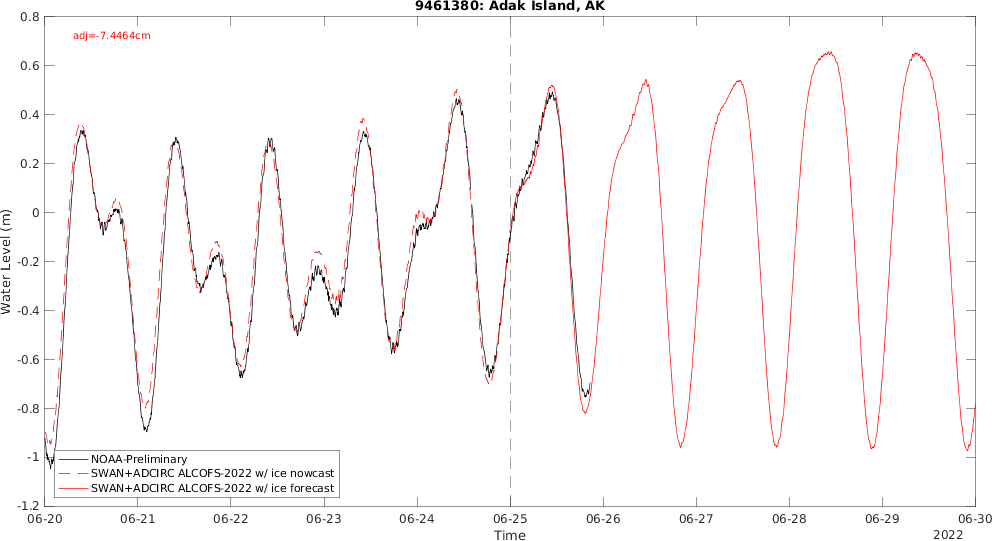 9461380: Adak Island, AK
adj=-7.4464cm
Water Level (m)
0.8
0.6
0.4
0.2
0
-0.2
-0.4
-0.6
-0.8
-1
-1.2
NOAA-Preliminary
SWAN+ADCIRC ALCOFS-2022 w/ ice nowcast
SWAN+ADCIRC ALCOFS-2022 w/ ice forecast
06-20 06-21 06-22 06-23 06-24 06-25 06-26 06-27 06-28 06-29 06-30
Time
2022